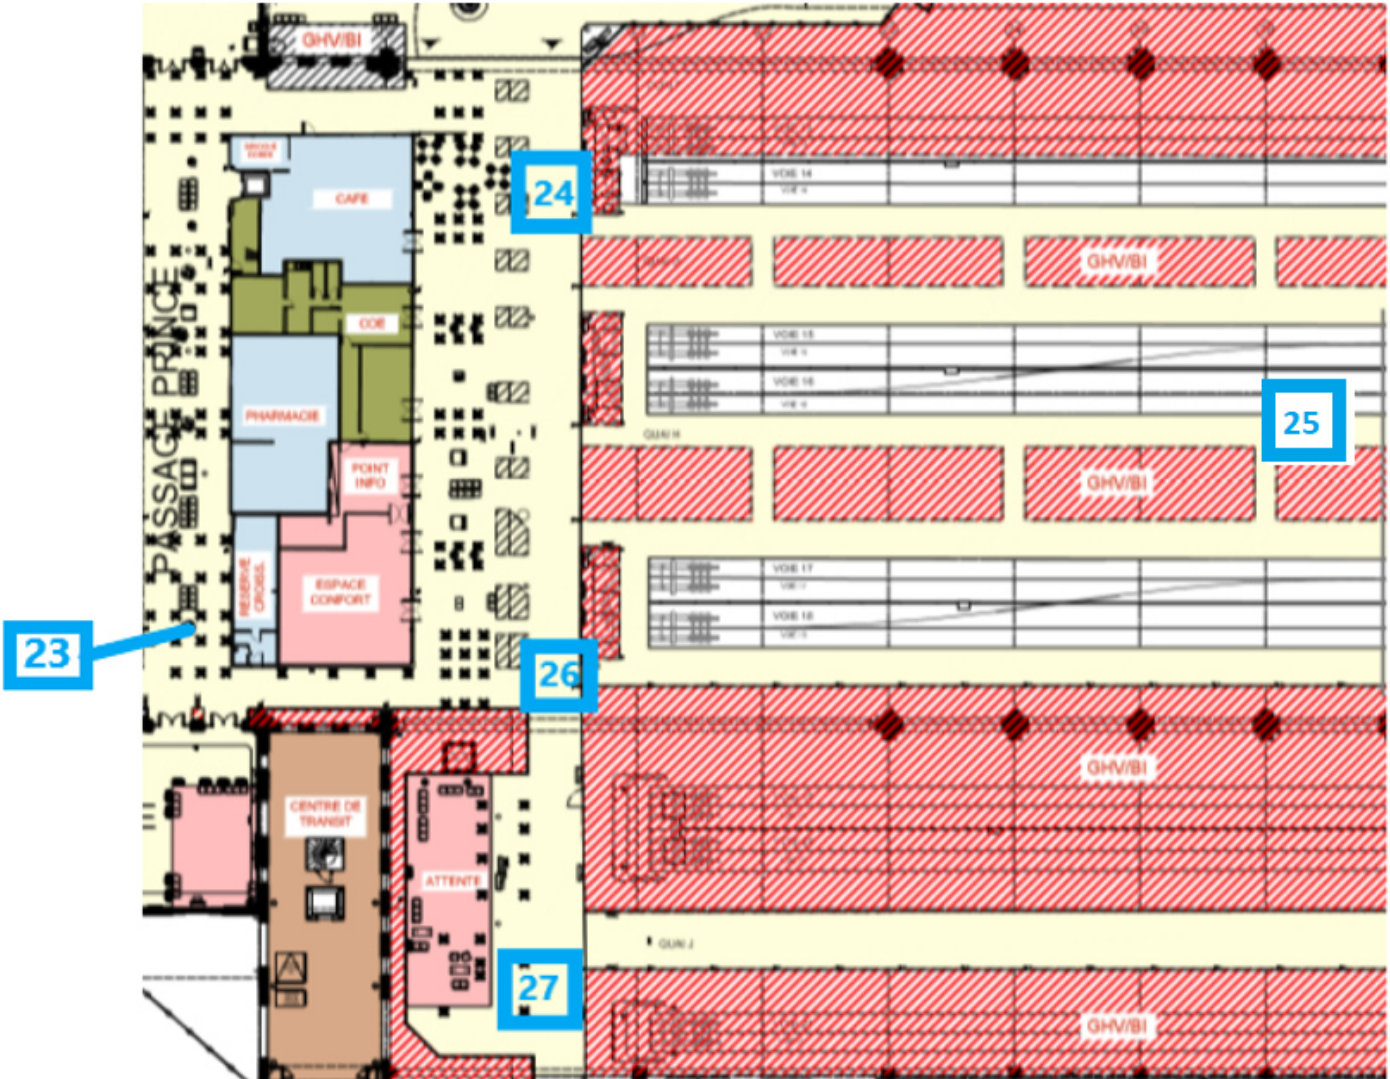 GHV/BI
24
CAFE
VOIE 14
GHV/BI
PASSAGE PRINCE
COE
VOIE 15
VOIE 16
PHARMACIE
25
QUAI H
POINT
INFO
GHV/BI
RESERVE
CROISS.
ESPACE
CONFORT
VOIE 17
VOIE 18
23
26
GHV/BI
CENTRE DE
TRANSIT
ATTENTE
QUAI J
27
GHV/BI